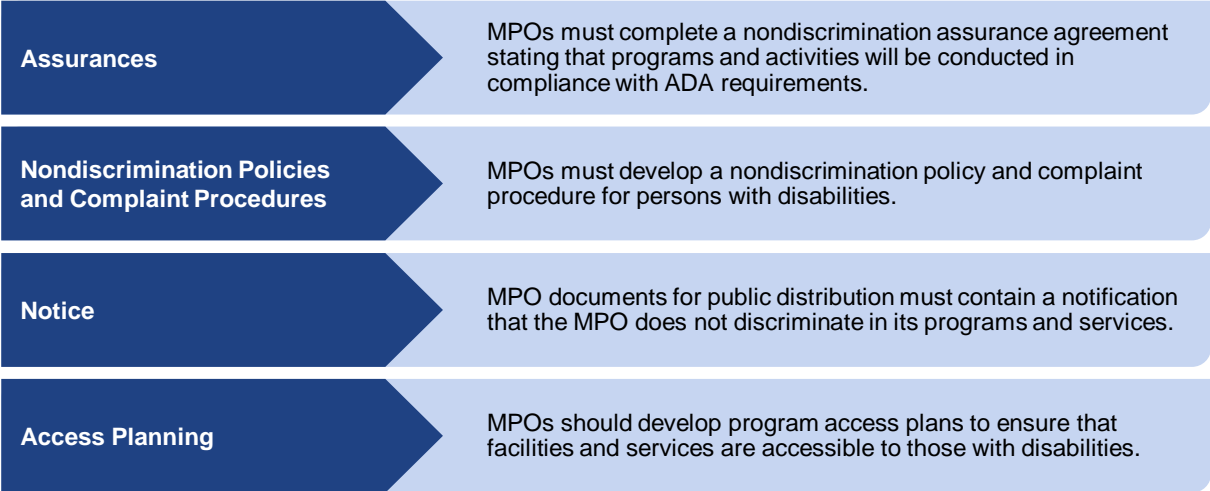 Assurances
MPOs must complete a nondiscrimination assurance agreement
stating that programs and activities will be conducted in
compliance with ADA requirements.
Nondiscrimination Policies
and Complaint Procedures
MPOs must develop a nondiscrimination policy and complaint
procedure for persons with disabilities.
Notice
MPO documents for public distribution must contain a notification
that the MPO does not discriminate in its programs and services.
Access Planning
MPOs should develop program access plans to ensure that
facilities and services are accessible to those with disabilities.